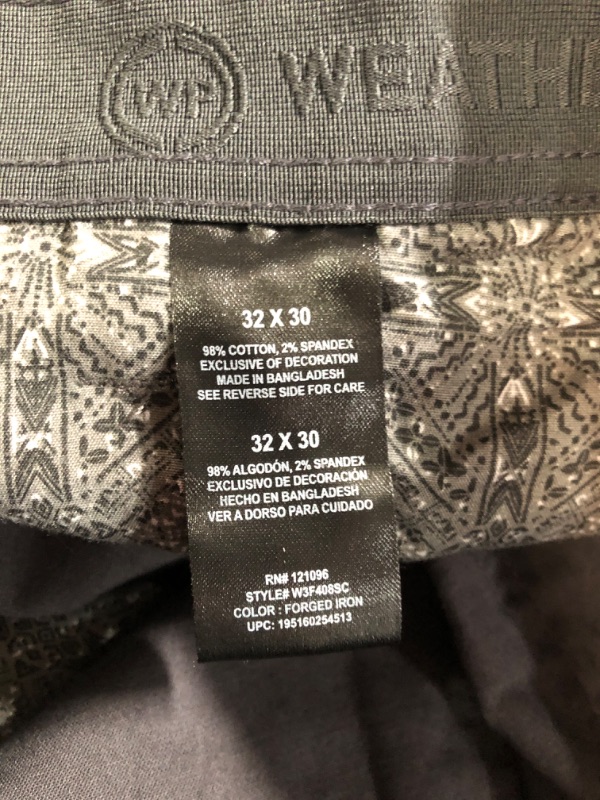 WP WEATH
32 X 30
98% COTTON, 2% SPANDEX
EXCLUSIVE OF DECORATION
MADE IN BANGLADESH
SEE REVERSE SIDE FOR CARE
32 X 30
98% ALGODÓN, 2% SPANDEX
EXCLUSIVO DE DECORACIÓN
HECHO EN BANGLADESH
VER A DORSO PARA CUIDADO
RN# 121096
STYLE# W3F408SC
COLOR : FORGED IRON
UPC: 195160254513